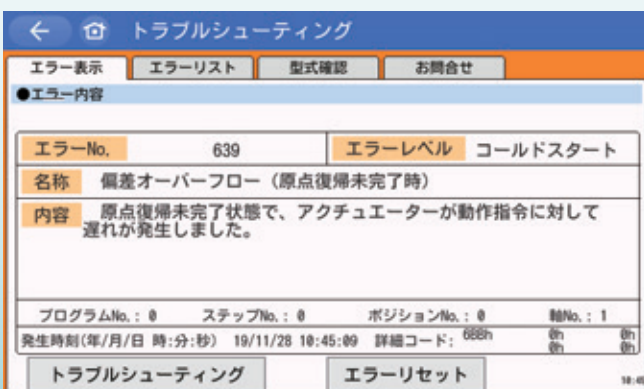 トラブルシューティング
エラー表示 エラーリスト 型式確認 お問合せ
●エラー内容
エラーNo. 639 エラーレベル コールドスタート
名称 偏差オーバーフロー（原点復帰未完了時）
内容 原点復帰未完了状態で、アクチュエーターが動作指令に対して
遅れが発生しました。
プログラムNo.: 0 ステップNo.: 0 ポジションNo.: 0 軸No.: 1
発生時刻(年/月/日 時:分:秒) 19/11/28 10:45:09 詳細コード: 688h 0h 0h
0h 0h
トラブルシューティング エラーリセット